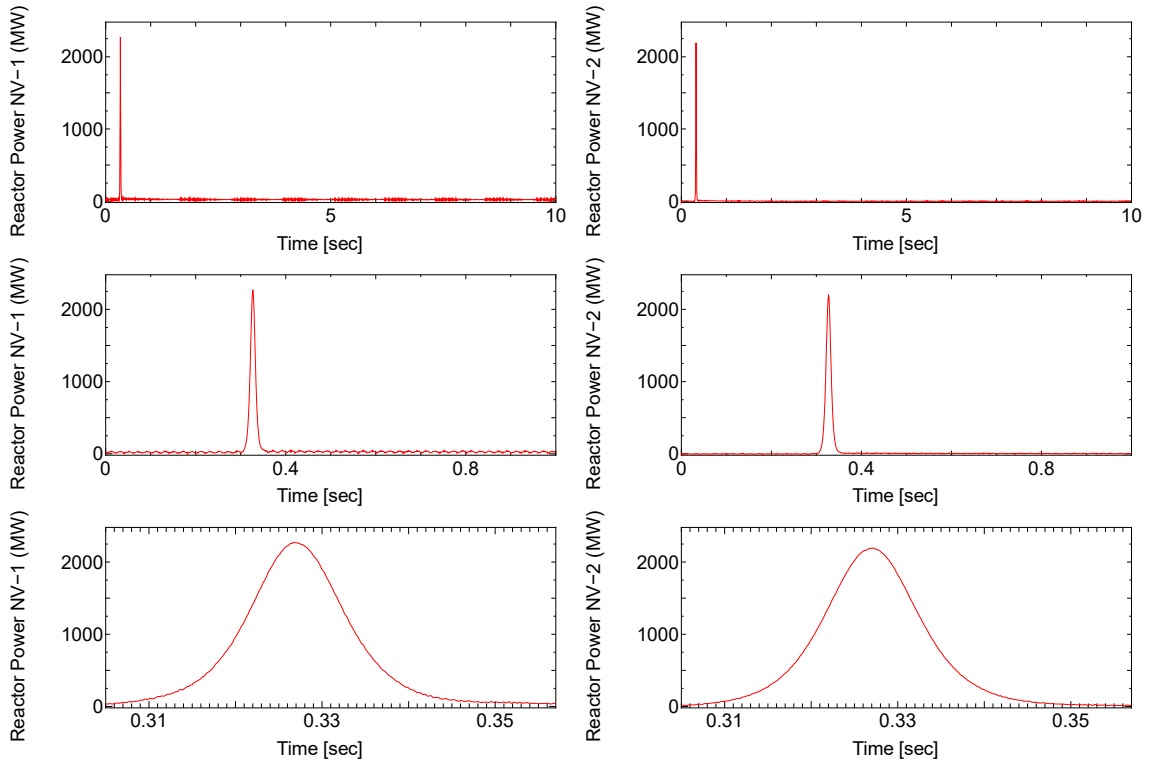 Reactor Power NV−1 (MW)
2000
1000
0
0 5 10
Time [sec]
Reactor Power NV−2 (MW)
2000
1000
0
0 5 10
Time [sec]
Reactor Power NV−1 (MW)
2000
1000
0
0 0.4 0.8
Time [sec]
Reactor Power NV−2 (MW)
2000
1000
0
0 0.4 0.8
Time [sec]
Reactor Power NV−1 (MW)
2000
1000
0
0.31 0.33 0.35
Time [sec]
Reactor Power NV−2 (MW)
2000
1000
0
0.31 0.33 0.35
Time [sec]